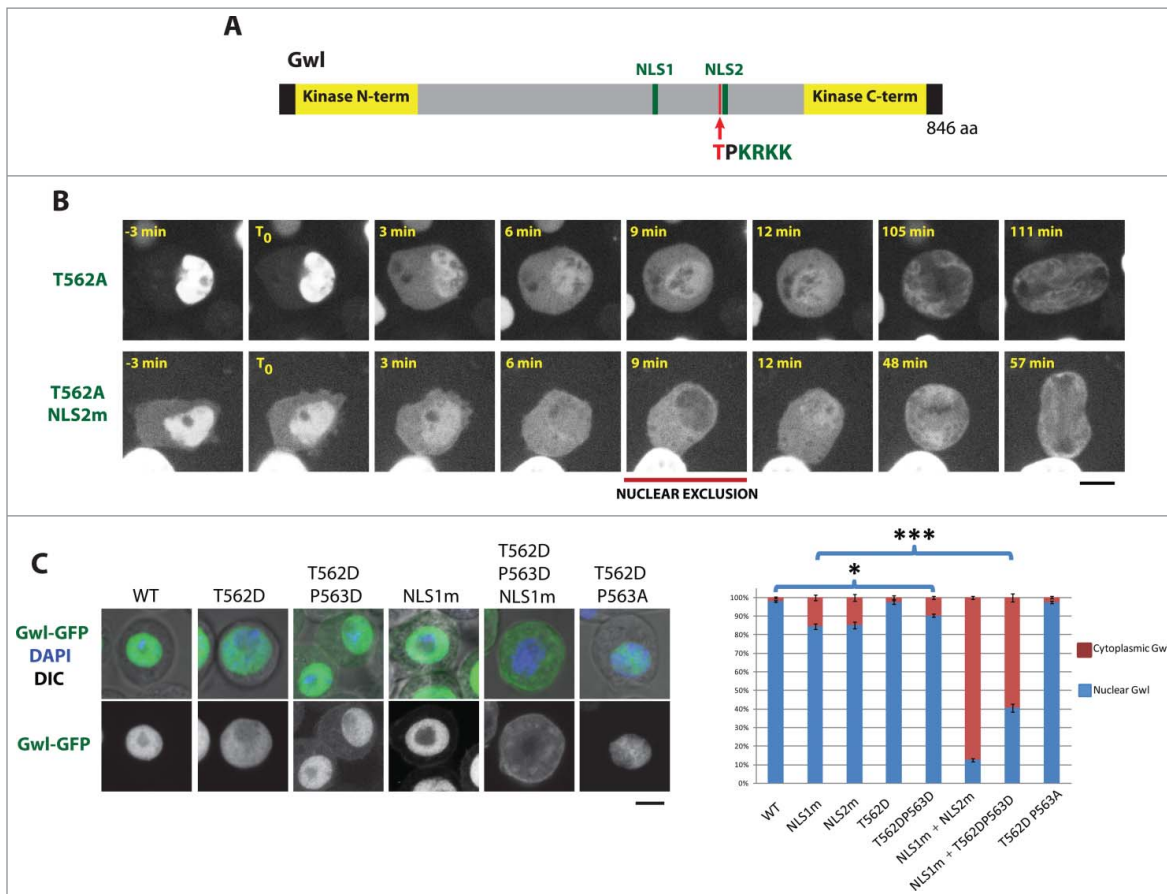 A
Gwl
NLS1 NLS2
Kinase N-term
Kinase C-term
846 aa
TPKRKK
B
-3 min T0 3 min 6 min 9 min 12 min 105 min 111 min
T562A
-3 min T0 3 min 6 min 9 min 12 min 48 min 57 min
T562A
NLS2m
NUCLEAR EXCLUSION
C
WT
T562D
T562D
P563D
NLS1m
T562D
P563D
NLS1m
T562D
P563A
Gwl-GFP
DAPI
DIC
Gwl-GFP
***
*
100%
90%
80%
70%
60%
50%
40%
30%
20%
10%
0%
WT
NLS1m
NLS2m
T562D
T562DP563D
NLS1m + NLS2m
NLS1m + T562DP563D
T562D P563A
Cytoplasmic Gw
Nuclear Gwl